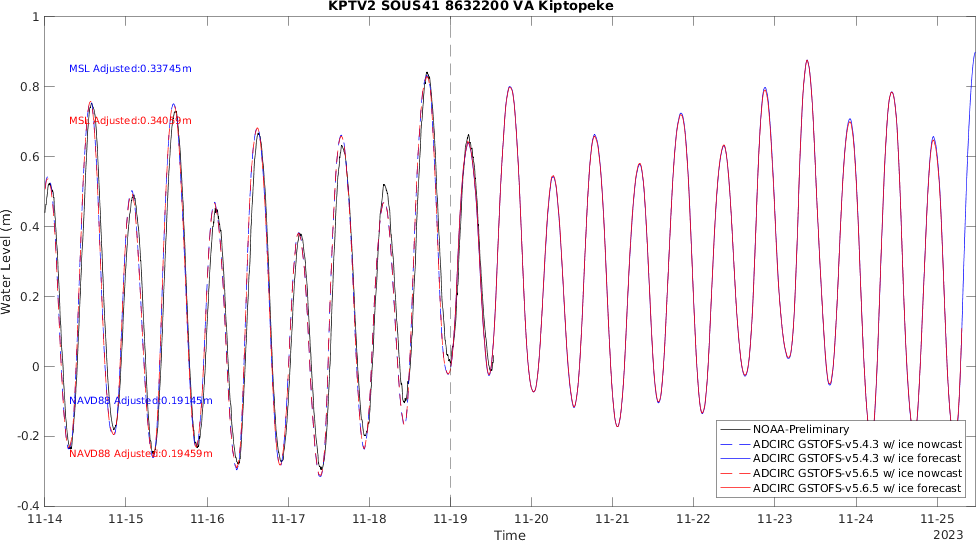 KPTV2 SOUS41 8632200 VA Kiptopeke
1
MSL Adjusted:0.33745m
0.8
MSL Adjusted:0.34059m
0.6
0.4
Water Level (m)
0.2
0
NAVD88 Adjusted:0.19145m
-0.2
NAVD88 Adjusted:0.19459m
-0.4
NOAA-Preliminary
ADCIRC GSTOFS-v5.4.3 w/ ice nowcast
ADCIRC GSTOFS-v5.4.3 w/ ice forecast
ADCIRC GSTOFS-v5.6.5 w/ ice nowcast
ADCIRC GSTOFS-v5.6.5 w/ ice forecast
11-14 11-15 11-16 11-17 11-18 11-19 11-20 11-21 11-22 11-23 11-24 11-25
Time
2023